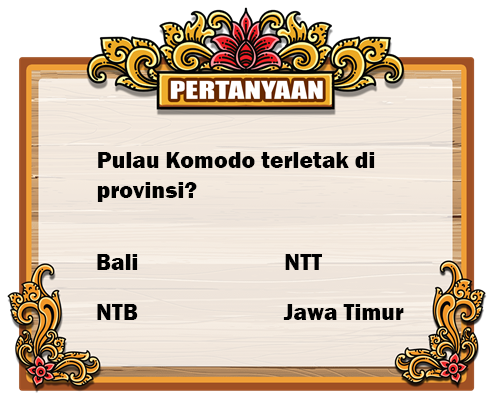 PERTANYAAN
Pulau Komodo terletak di
provinsi?
Bali NTT
NTB Jawa Timur